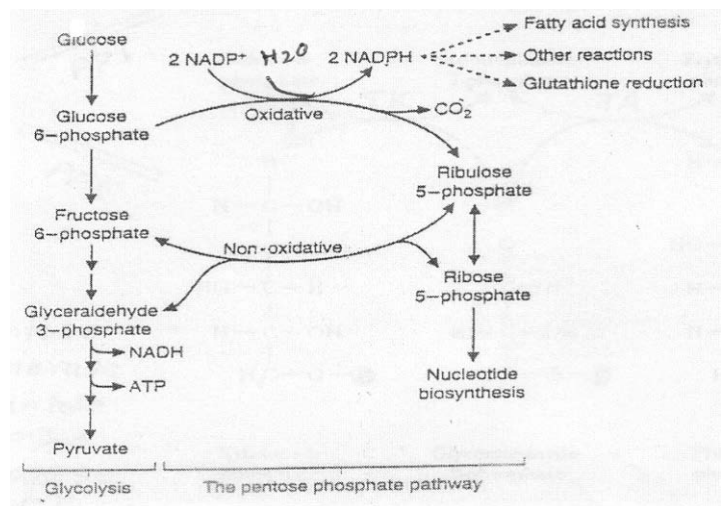 Glucose
2 NADP+ H2O 2 NADPH
Fatty acid synthesis
Other reactions
Glutathione reduction
Glucose
6-phosphate
Oxidative
CO2
Ribulose
5-phosphate
Fructose
6-phosphate
Non-oxidative
Glyceraldehyde
3-phosphate
Ribose
5-phosphate
NADH
ATP
Nucleotide
biosynthesis
Pyruvate
Glycolysis
The pentose phosphate pathway